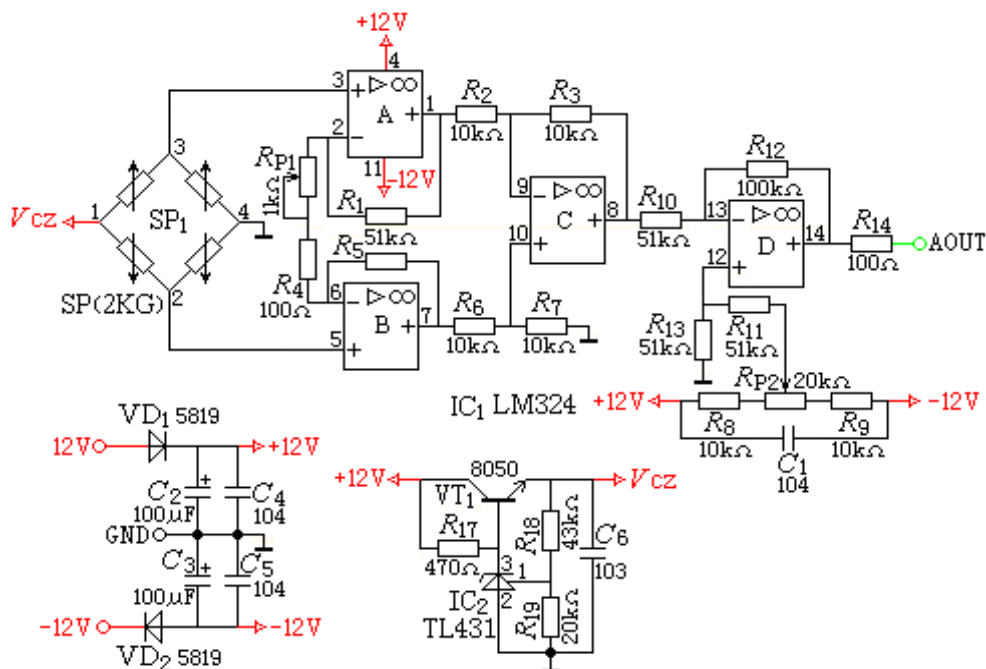 +12V
4
3
▷∞
A
+
1
R2
10kΩ
R3
10kΩ
2
−
11
-12V
RP1
1kΩ
R1
51kΩ
3
Vcz
1
SP1
4
2
SP(2KG)
R4
100Ω
R5
6
−
▷∞
B
5
+
7
R6
10kΩ
R7
10kΩ
9
−
▷∞
C
+
8
10
+
R10
51kΩ
R12
100kΩ
13
−
▷∞
D
+
14
12
+
R14
100Ω
AOUT
R13
51kΩ
R11
51kΩ
RP2
20kΩ
IC1 LM324
+12V
-12V
R8
10kΩ
R9
10kΩ
C1
104
VD1 5819
12V
+12V
C2
+
100μF
C4
104
GND
C3
+
100μF
C5
104
-12V
-12V
VD2 5819
+12V
8050
VT1
Vcz
R17
470Ω
3
1
2
IC2
TL431
R18
43kΩ
R19
20kΩ
C6
103